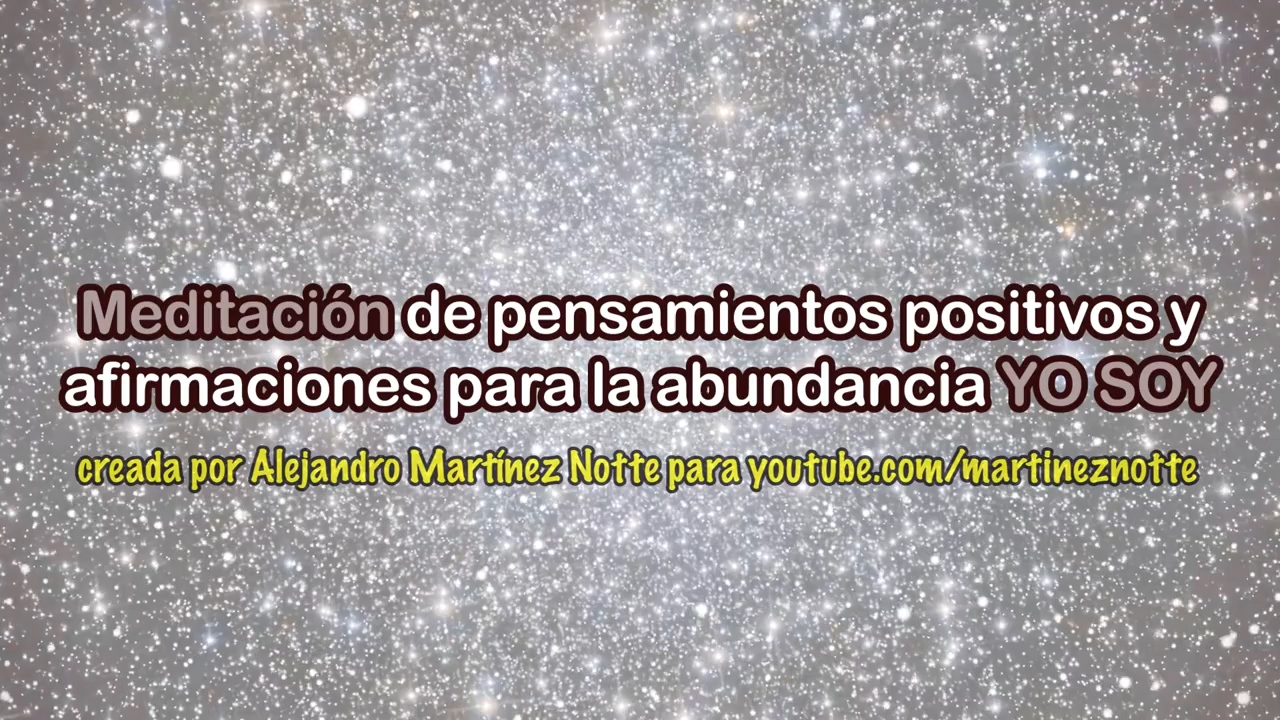 Meditación de pensamientos positivos y
afirmaciones para la abundancia YO SOY
creada por Alejandro Martínez Notte para youtube.com/martineznotte